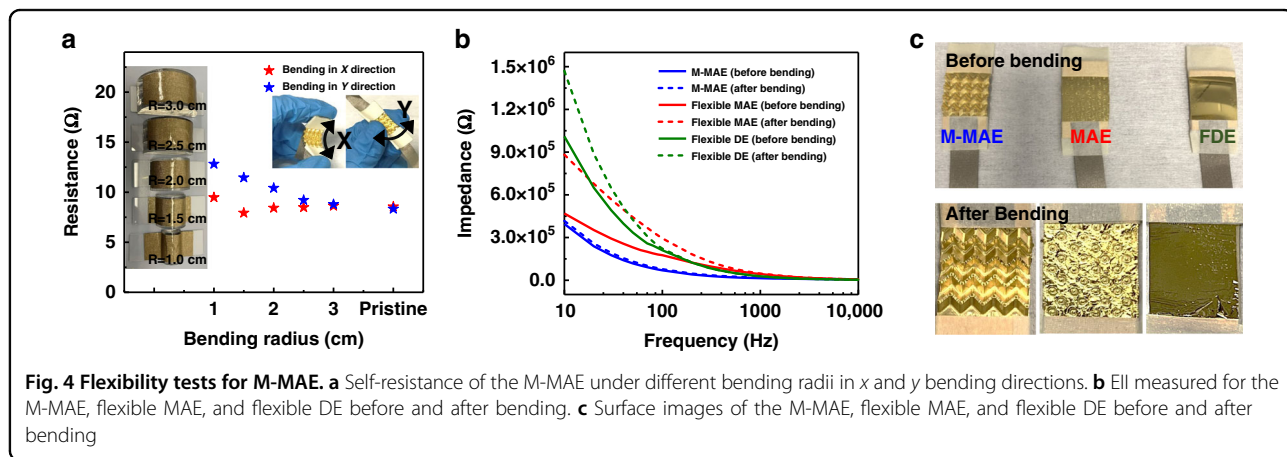 a
Resistance (Ω)
20
15
10
5
0
R=3.0 cm
R=2.5 cm
R=2.0 cm
R=1.5 cm
R=1.0 cm
Bending in X direction
Bending in Y direction
X
Y
1
2
3
Pristine
Bending radius (cm)
b
Impedance (Ω)
1.5×10⁶
1.2×10⁶
9.0×10⁵
6.0×10⁵
3.0×10⁵
0.0
M-MAE (before bending)
M-MAE (after bending)
Flexible MAE (before bending)
Flexible MAE (after bending)
Flexible DE (before bending)
Flexible DE (after bending)
10
100
1000
10,000
Frequency (Hz)
c
Before bending
M-MAE
MAE
FDE
After Bending
Fig. 4 Flexibility tests for M-MAE. a Self-resistance of the M-MAE under different bending radii in x and y bending directions. b EII measured for the
M-MAE, flexible MAE, and flexible DE before and after bending. c Surface images of the M-MAE, flexible MAE, and flexible DE before and after
bending